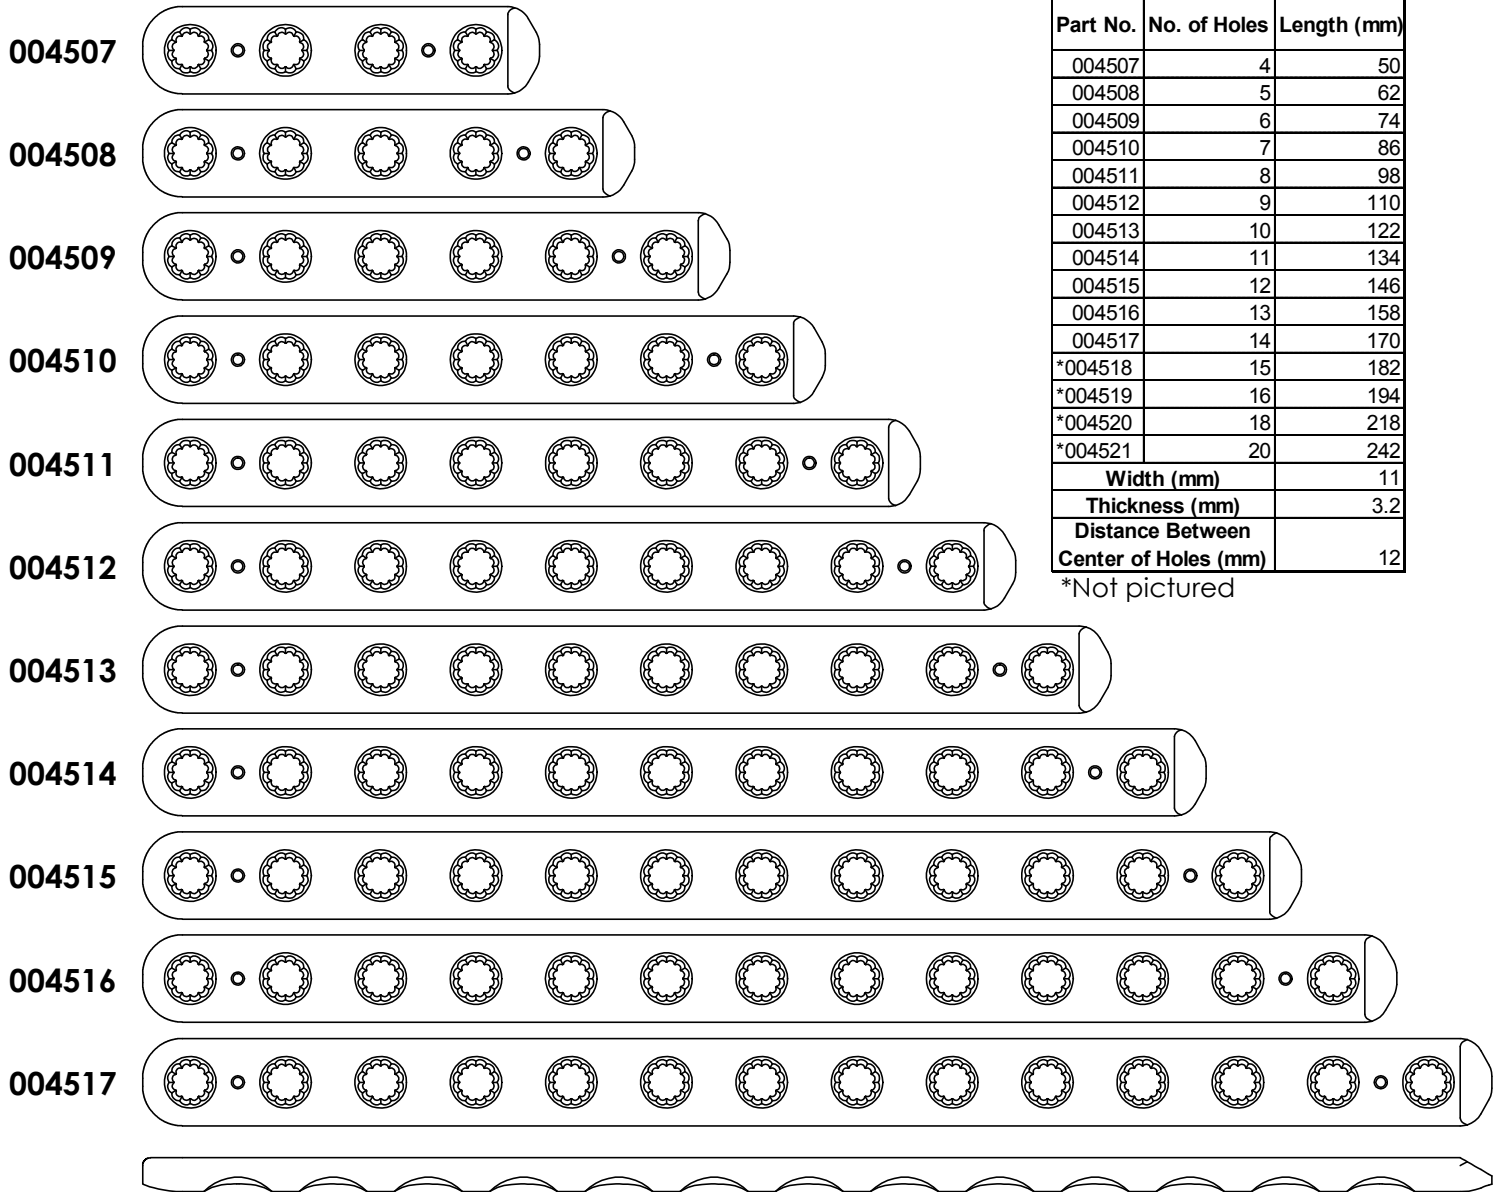 004507
004508
004509
004510
004511
004512
004513
004514
004515
004516
004517
Part No. No. of Holes Length (mm)
004507 4 50
004508 5 62
004509 6 74
004510 7 86
004511 8 98
004512 9 110
004513 10 122
004514 11 134
004515 12 146
004516 13 158
004517 14 170
*004518 15 182
*004519 16 194
*004520 18 218
*004521 20 242
Width (mm) 11
Thickness (mm) 3.2
Distance Between
Center of Holes (mm) 12
*Not pictured